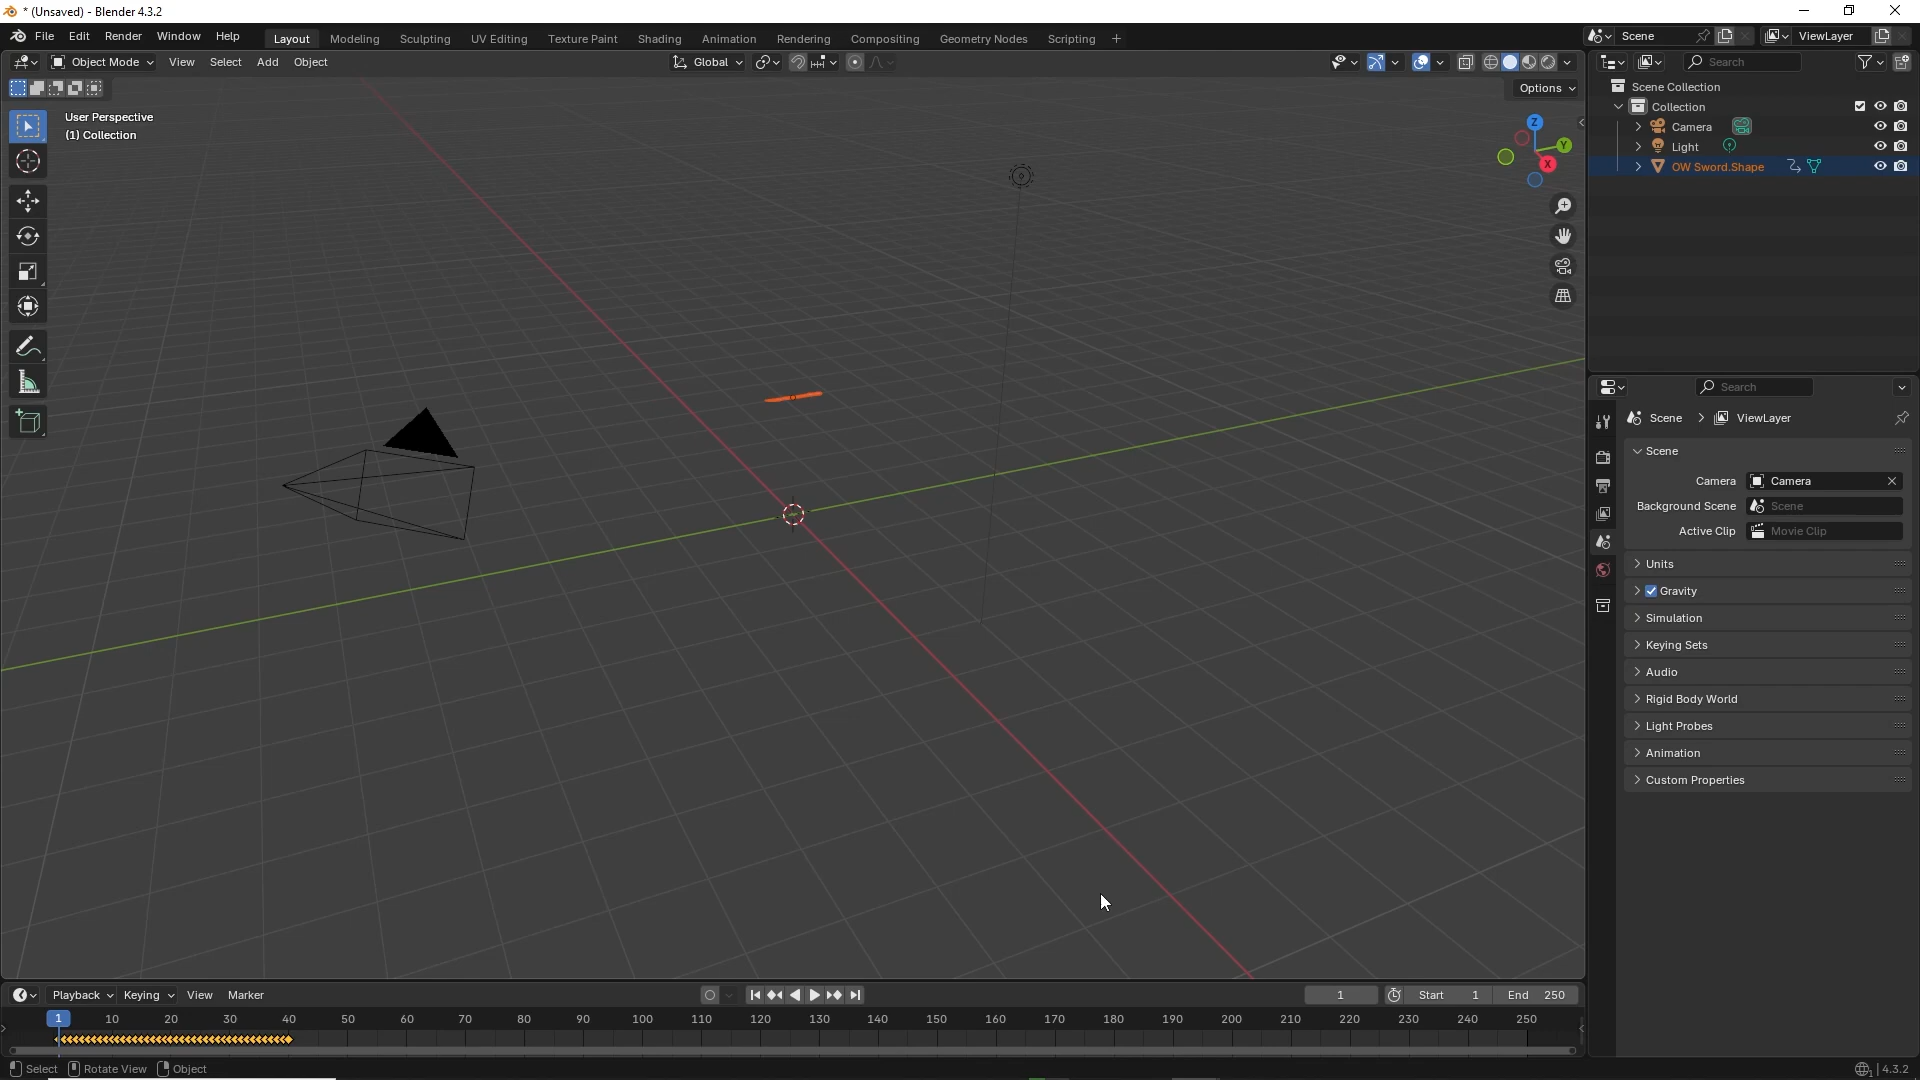 * (Unsaved) - Blender 4.3.2
File Edit Render Window Help Layout Modeling Sculpting UV Editing Texture Paint Shading Animation Rendering Compositing Geometry Nodes Scripting + Scene ViewLayer
Object Mode View Select Add Object Global Search
Options
User Perspective
(1) Collection
Z
Y
X
Scene Collection
Collection
Camera
Light
OW Sword.Shape
Search
Scene > ViewLayer
Scene
Camera Camera
Background Scene Scene
Active Clip Movie Clip
Units
Gravity
Simulation
Keying Sets
Audio
Rigid Body World
Light Probes
Animation
Custom Properties
Playback Keying View Marker 1 Start 1 End 250
1 10 20 30 40 50 60 70 80 90 100 110 120 130 140 150 160 170 180 190 200 210 220 230 240 250
Select Rotate View Object 4.3.2